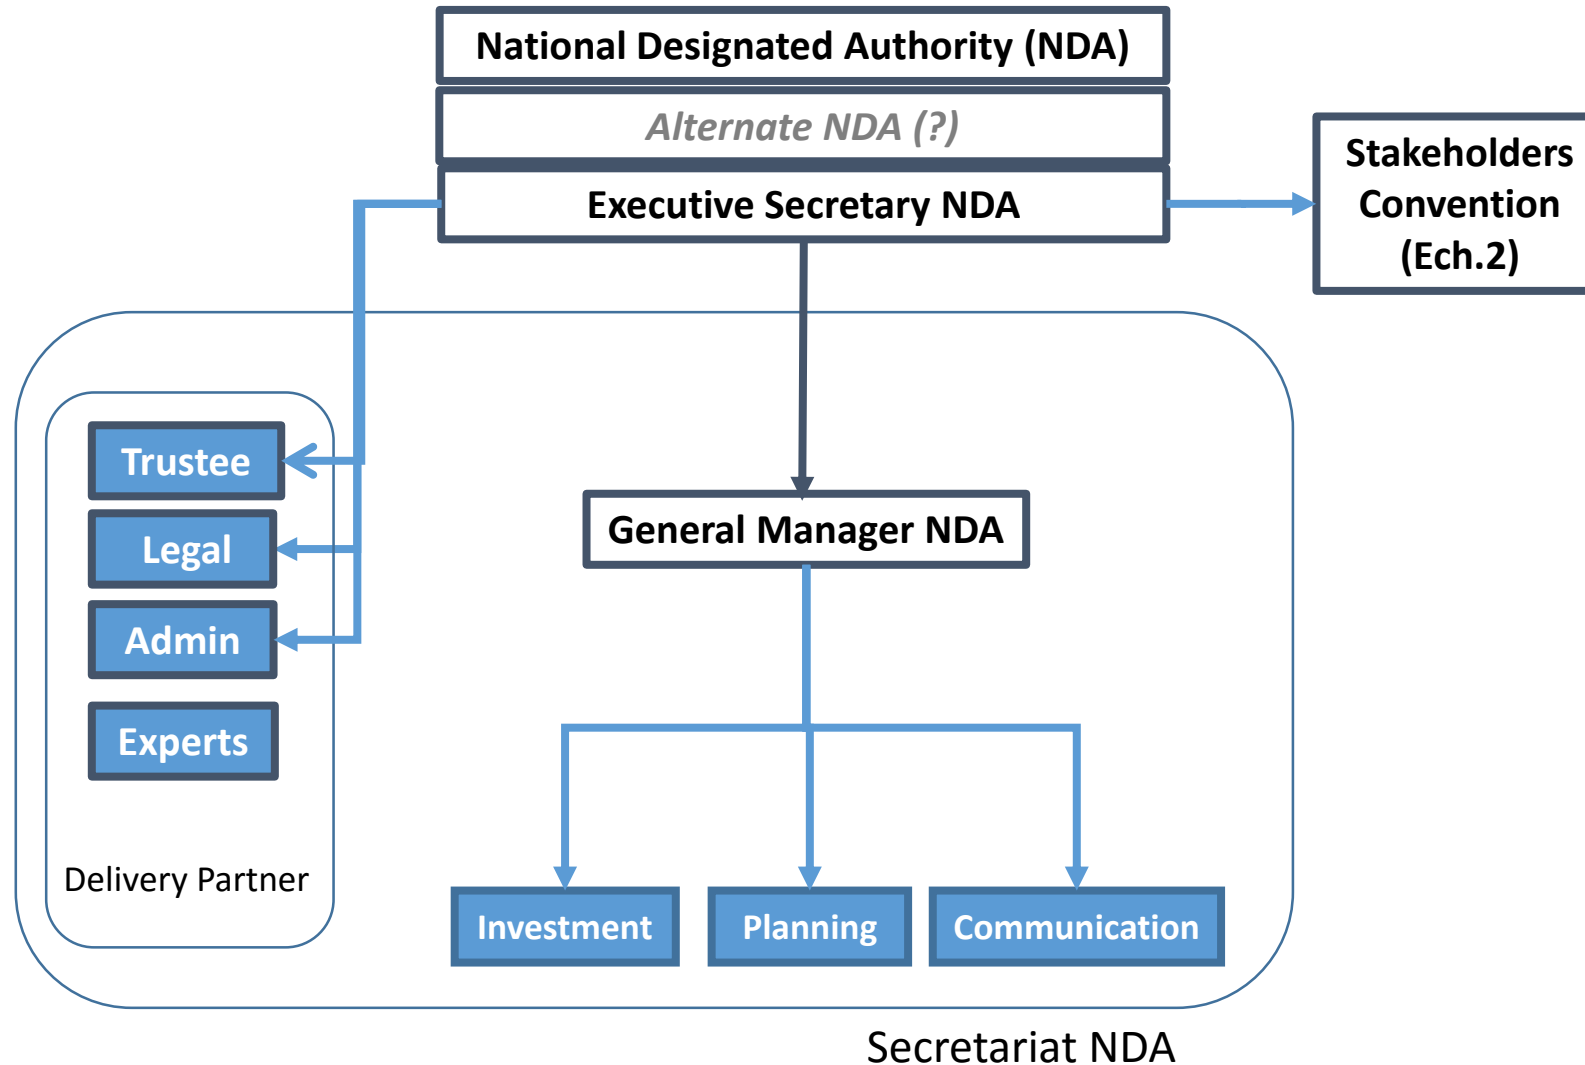 National Designated Authority (NDA)
Alternate NDA (?)
Executive Secretary NDA
Stakeholders
Convention
(Ech.2)
Trustee
Legal
Admin
Experts
Delivery Partner
General Manager NDA
Investment
Planning
Communication
Secretariat NDA